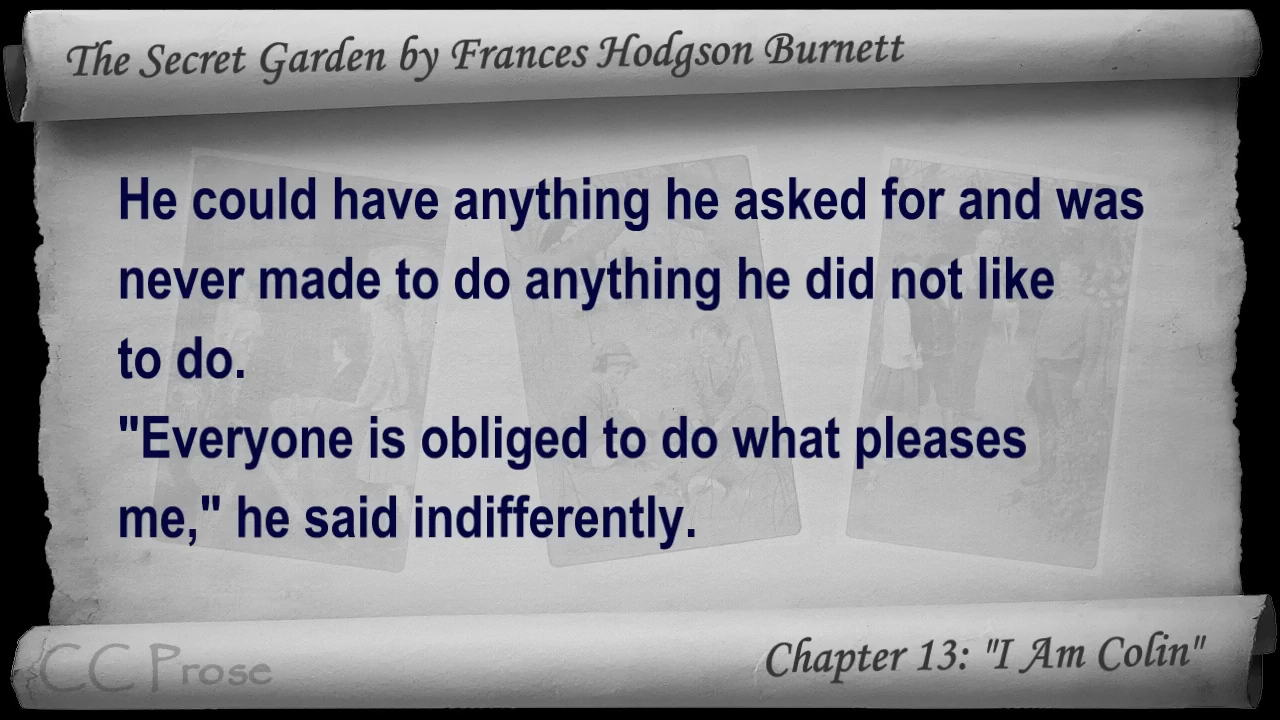 The Secret Garden by Frances Hodgson Burnett
He could have anything he asked for and was
never made to do anything he did not like
to do.
"Everyone is obliged to do what pleases
me," he said indifferently.
CC Prose
Chapter 13: "I Am Colin"